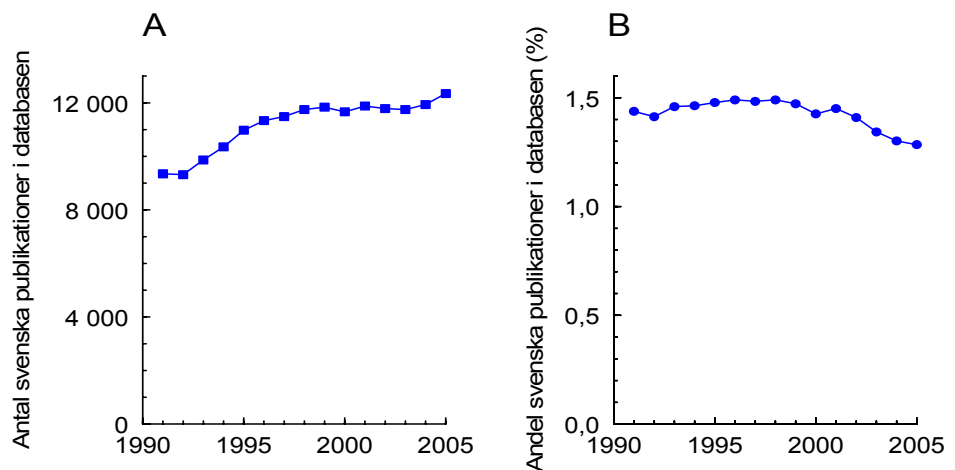 A
Antal svenska publikationer i databasen
12 000
8 000
4 000
0
1990 1995 2000 2005
B
Andel svenska publikationer i databasen (%)
1,5
1,0
0,5
0,0
1990 1995 2000 2005